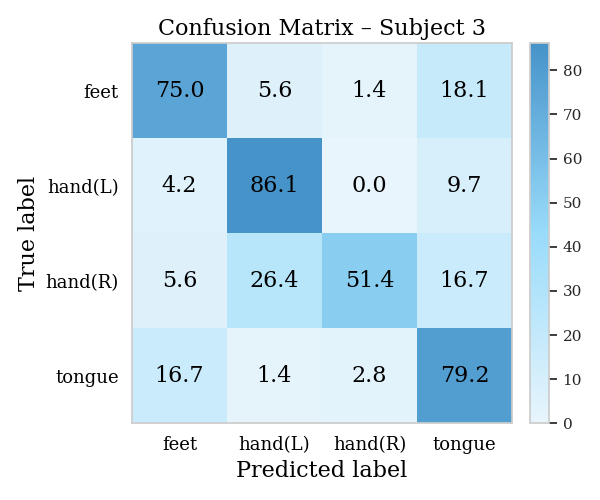 Confusion Matrix – Subject 3
True label
feet 75.0 5.6 1.4 18.1
hand(L) 4.2 86.1 0.0 9.7
hand(R) 5.6 26.4 51.4 16.7
tongue 16.7 1.4 2.8 79.2
feet hand(L) hand(R) tongue
Predicted label
80
70
60
50
40
30
20
10
0